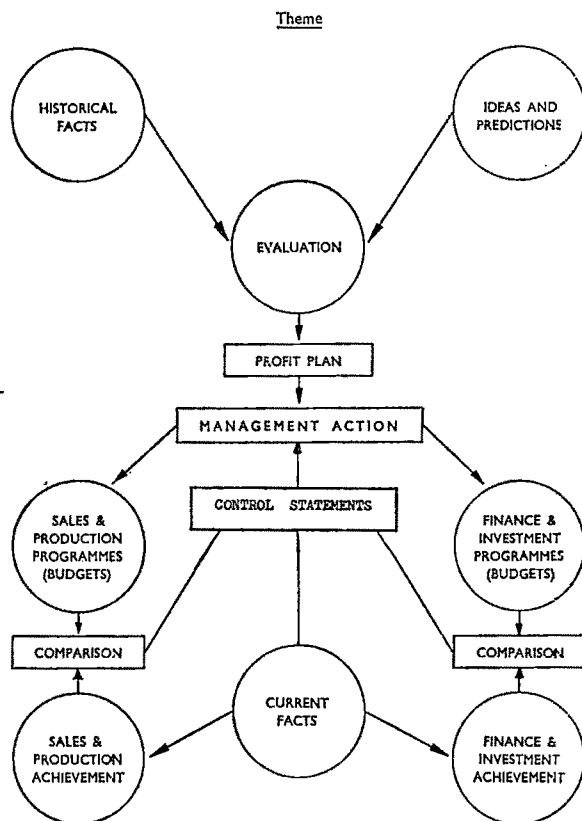 Theme
HISTORICAL
FACTS
IDEAS AND
PREDICTIONS
EVALUATION
PROFIT PLAN
MANAGEMENT ACTION
CONTROL STATEMENTS
SALES &
PRODUCTION
PROGRAMMES
(BUDGETS)
FINANCE &
INVESTMENT
PROGRAMMES
(BUDGETS)
COMPARISON
COMPARISON
SALES &
PRODUCTION
ACHIEVEMENT
CURRENT
FACTS
FINANCE &
INVESTMENT
ACHIEVEMENT